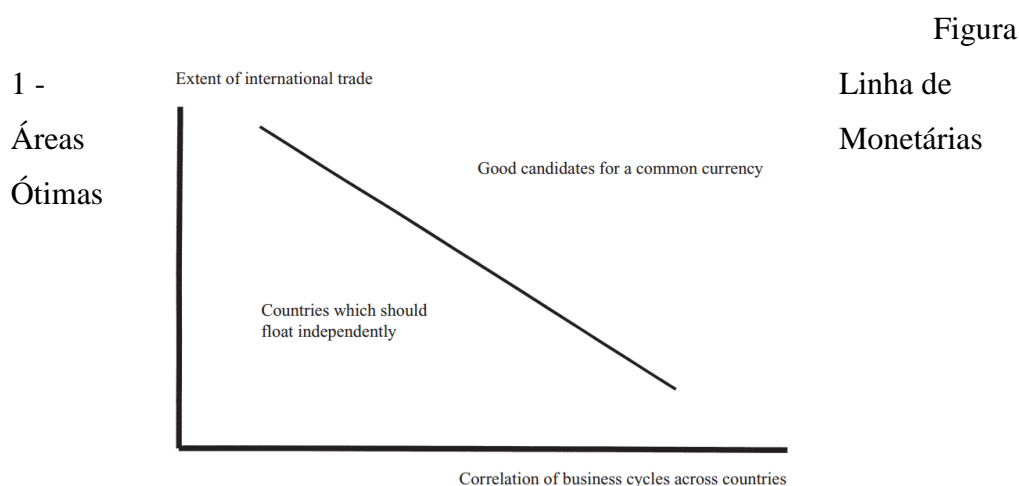 Figura
1 -
Linha de
Áreas
Monetárias
Ótimas
Extent of international trade
Good candidates for a common currency
Countries which should
float independently
Correlation of business cycles across countries